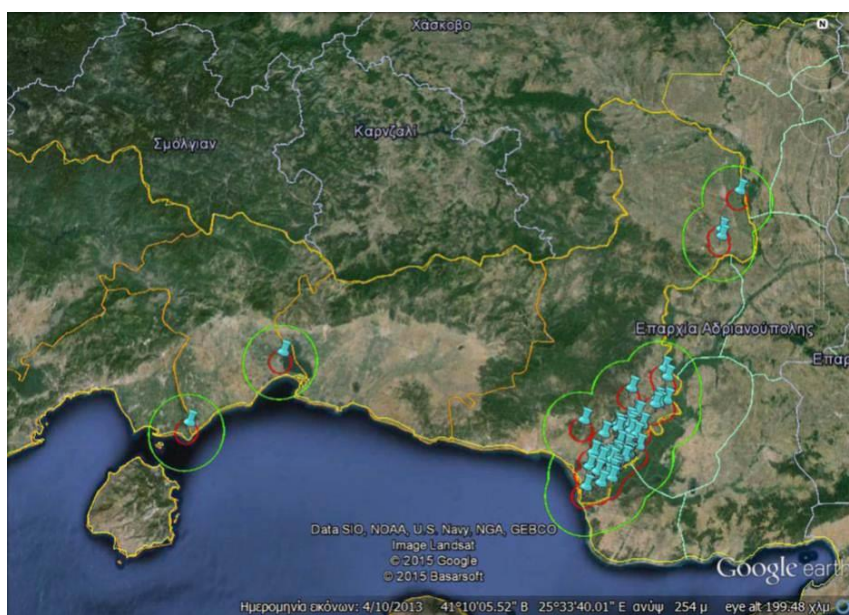 Χάσκοβο
N
Σμόλγιαν
Καρντζαλί
Επαρχία Αδριανούπολης
Επαρ
Data SIO, NOAA, U.S. Navy, NGA, GEBCO
Image Landsat
© 2015 Google
© 2015 Basarsoft
Google earth
Ημερομηνία εικόνων: 4/10/2013 41°10'05.52" Β 25°33'40.01" Ε ανύψ 254 μ eye alt 199.48 χλμ